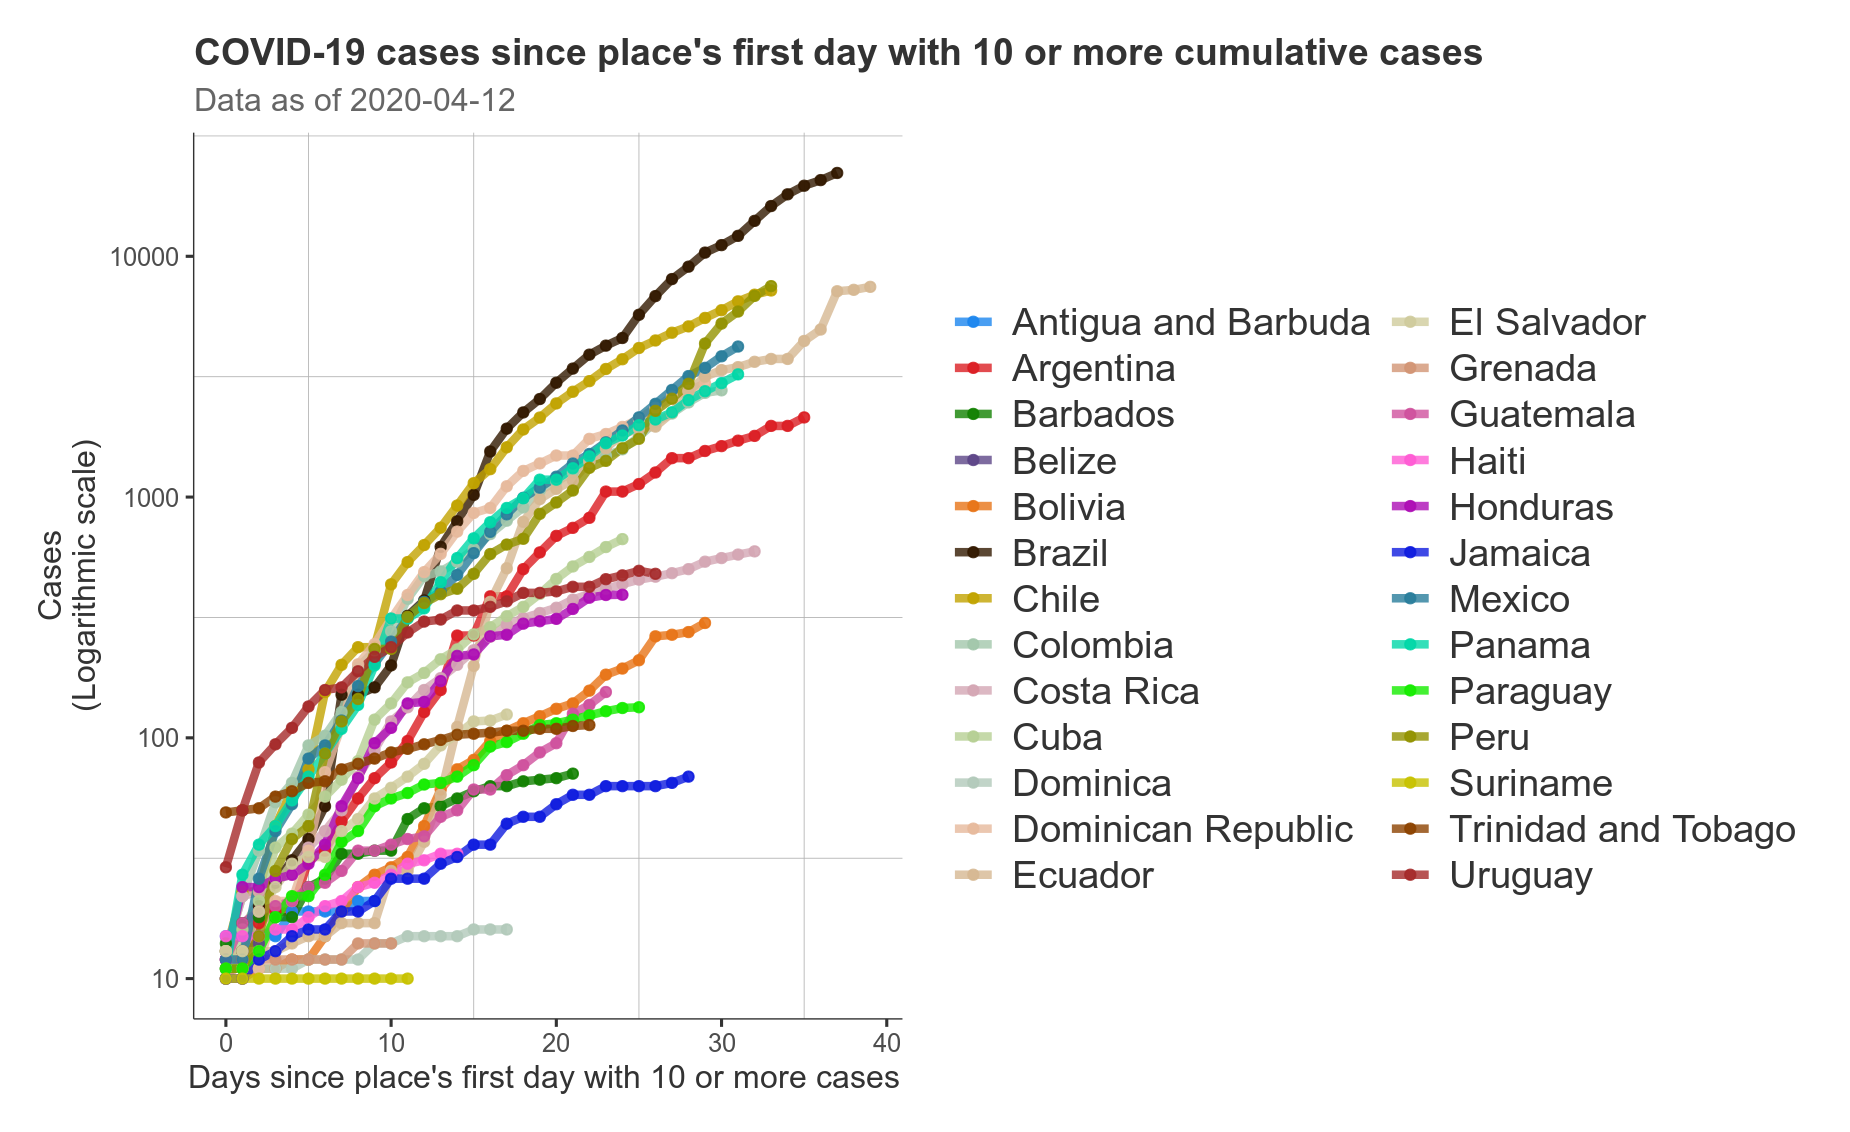 COVID-19 cases since place's first day with 10 or more cumulative cases
Data as of 2020-04-12
Cases
(Logarithmic scale)
10000
1000
100
10
0
10
20
30
40
Days since place's first day with 10 or more cases
Antigua and Barbuda
Argentina
Barbados
Belize
Bolivia
Brazil
Chile
Colombia
Costa Rica
Cuba
Dominica
Dominican Republic
Ecuador
El Salvador
Grenada
Guatemala
Haiti
Honduras
Jamaica
Mexico
Panama
Paraguay
Peru
Suriname
Trinidad and Tobago
Uruguay